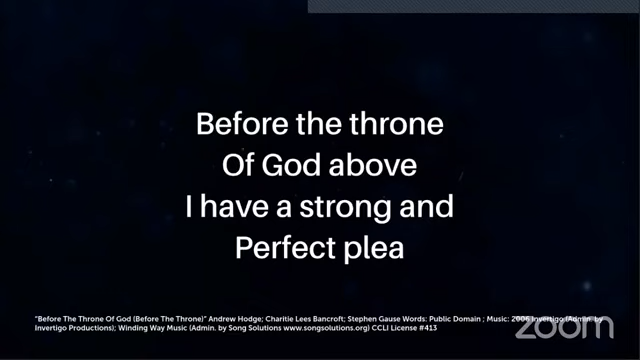 Before the throne
Of God above
I have a strong and
Perfect plea
"Before The Throne Of God (Before The Throne)" Andrew Hodge; Charitie Lees Bancroft; Stephen Gause Words: Public Domain ; Music: 2006 Invertigo (Admin. by
Invertigo Productions); Winding Way Music (Admin. by Song Solutions www.songsolutions.org) CCLI License #413
zoom